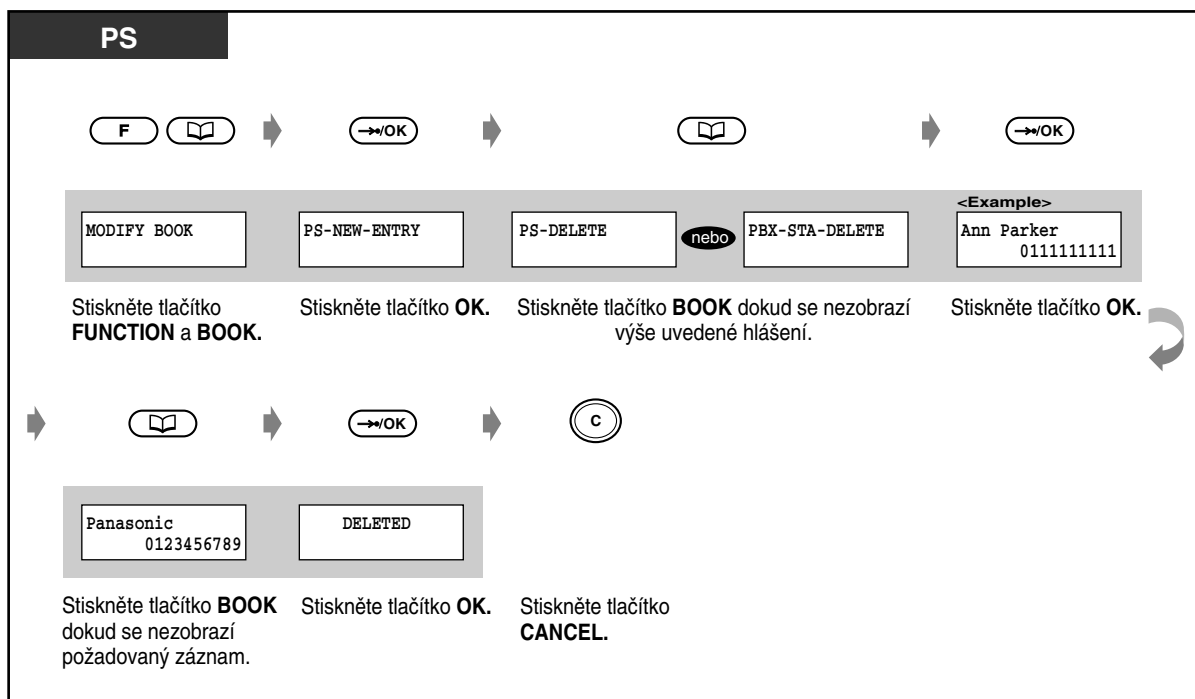 PS
F
→•/OK
→•/OK
MODIFY BOOK
PS-NEW-ENTRY
PS-DELETE
nebo
PBX-STA-DELETE
<Example>
Ann Parker
0111111111
Stiskněte tlačítko
FUNCTION a BOOK.
Stiskněte tlačítko OK.
Stiskněte tlačítko BOOK dokud se nezobrazí
výše uvedené hlášení.
Stiskněte tlačítko OK.
→•/OK
C
Panasonic
0123456789
DELETED
Stiskněte tlačítko BOOK
dokud se nezobrazí
požadovaný záznam.
Stiskněte tlačítko OK.
Stiskněte tlačítko
CANCEL.